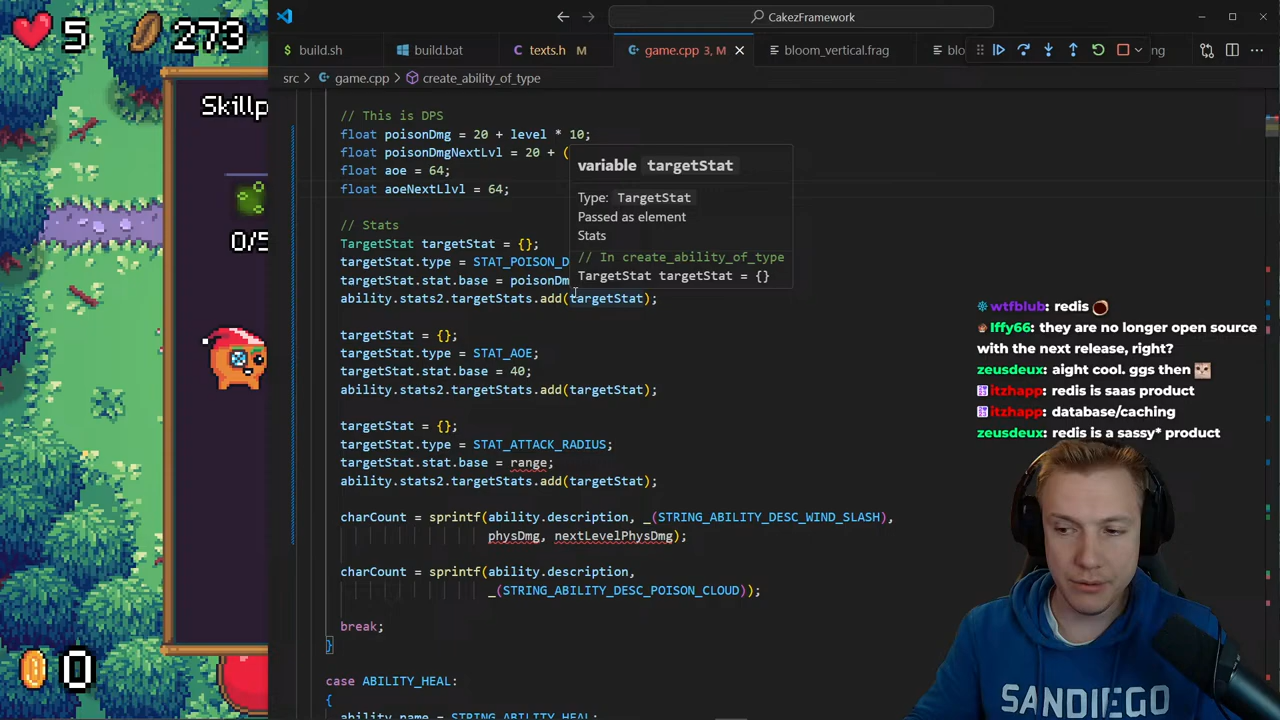 5
273
Skillp
0/5
0
CakezFramework
build.sh
build.bat
texts.h M
game.cpp 3, M
bloom_vertical.frag
blo
ng
src > game.cpp > create_ability_of_type
// This is DPS
float poisonDmg = 20 + level * 10;
float poisonDmgNextLvl = 20 + (
float aoe = 64;
float aoeNextLlvl = 64;
// Stats
TargetStat targetStat = {};
targetStat.type = STAT_POISON_D
targetStat.stat.base = poisonDm
ability.stats2.targetStats.add(targetStat);
variable targetStat
Type: TargetStat
Passed as element
Stats
// In create_ability_of_type
TargetStat targetStat = {}
targetStat = {};
targetStat.type = STAT_AOE;
targetStat.stat.base = 40;
ability.stats2.targetStats.add(targetStat);
targetStat = {};
targetStat.type = STAT_ATTACK_RADIUS;
targetStat.stat.base = range;
ability.stats2.targetStats.add(targetStat);
charCount = sprintf(ability.description, _(STRING_ABILITY_DESC_WIND_SLASH),
physDmg, nextLevelPhysDmg);
charCount = sprintf(ability.description,
_(STRING_ABILITY_DESC_POISON_CLOUD));
break;
}
case ABILITY_HEAL:
{
ability.name = STRING_ABILITY_HEAL;
wtfblub: redis
lffy66: they are no longer open source
with the next release, right?
zeusdeux: aight cool. ggs then
itzhapp: redis is saas product
itzhapp: database/caching
zeusdeux: redis is a sassy* product
SANDIEGO